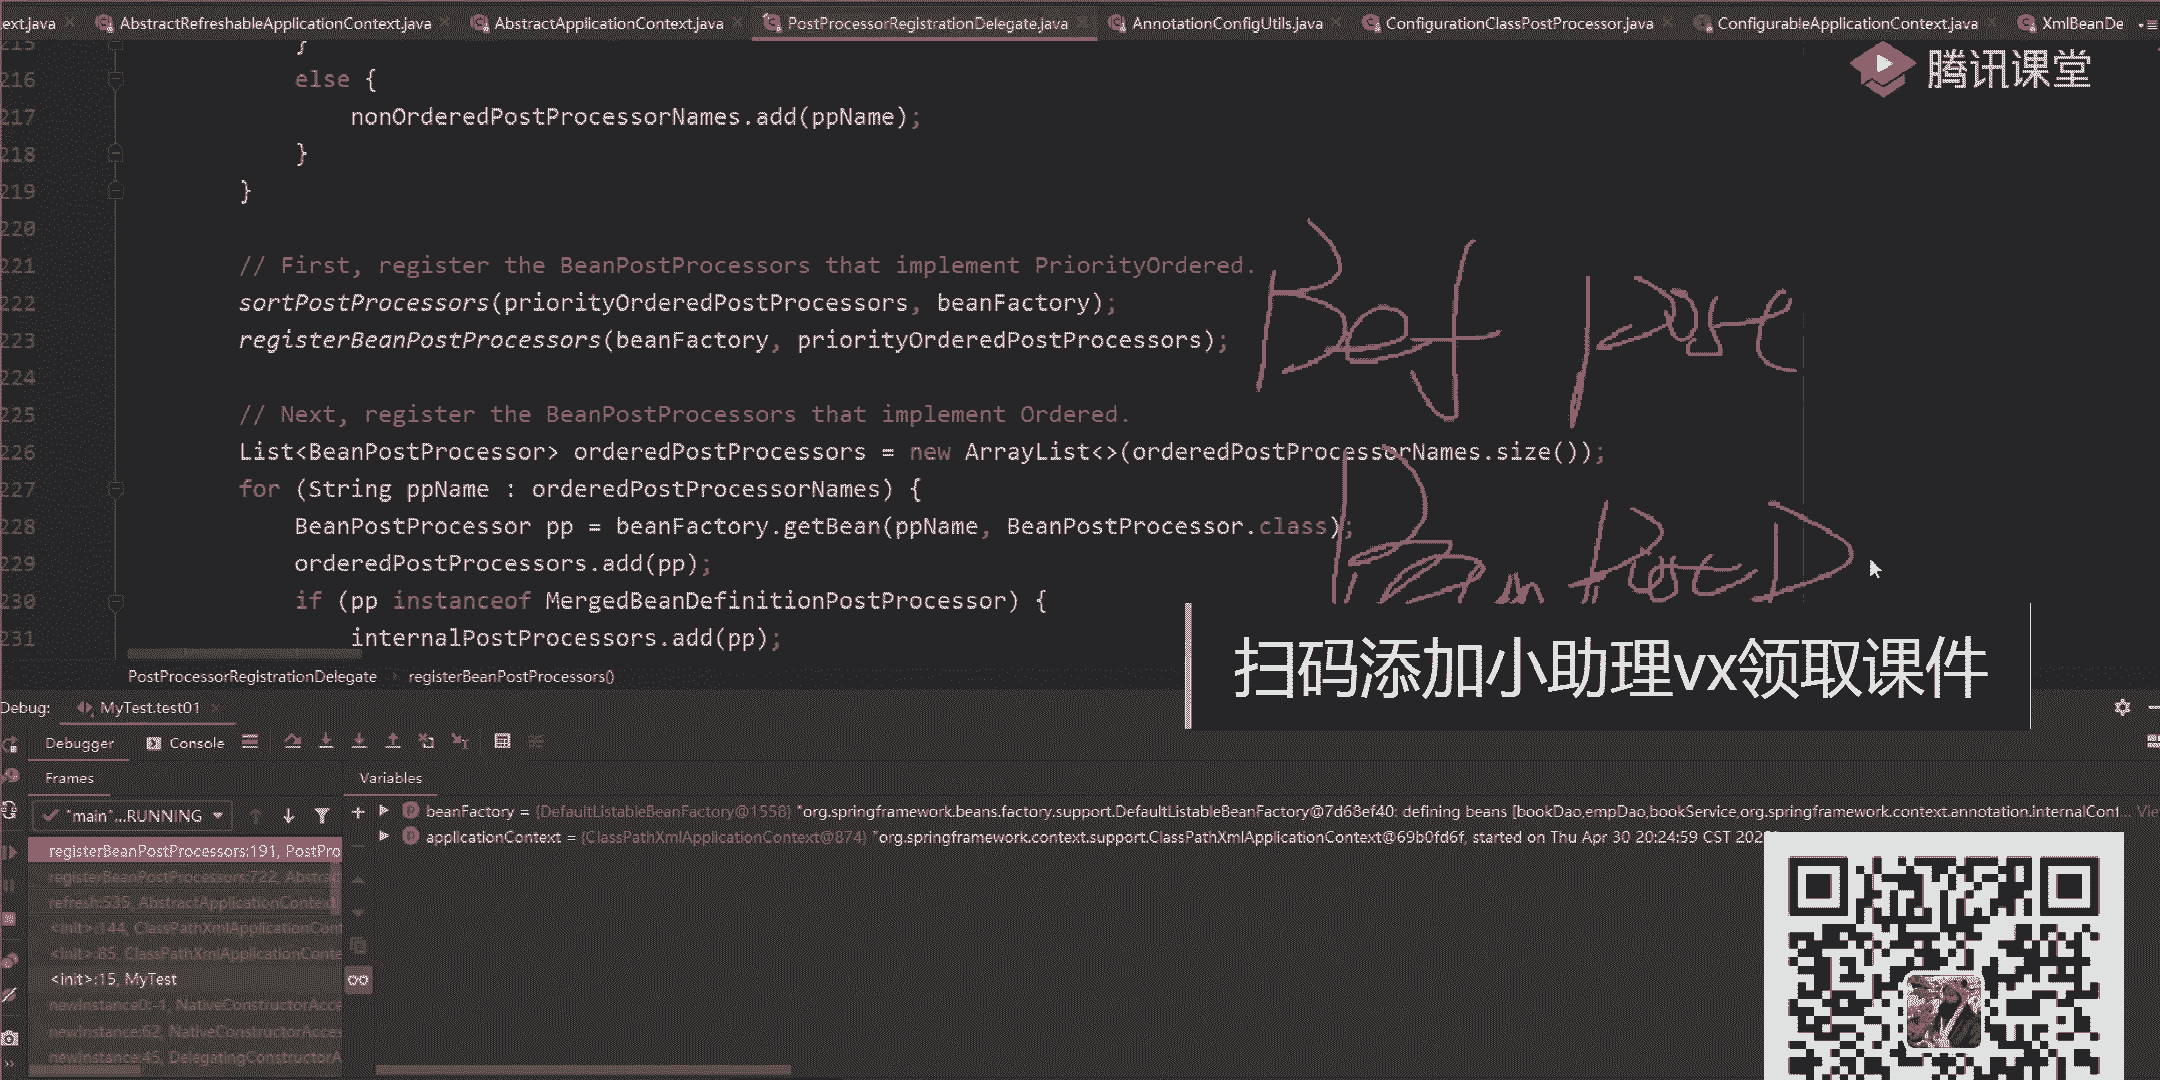 ext.java AbstractRefreshableApplicationContext.java AbstractApplicationContext.java PostProcessorRegistrationDelegate.java AnnotationConfigUtils.java ConfigurationClassPostProcessor.java ConfigurableApplicationContext.java XmlBeanDe
腾讯课堂
215 }
216 else {
217 nonOrderedPostProcessorNames.add(ppName);
218 }
219 }
220
221 // First, register the BeanPostProcessors that implement PriorityOrdered.
222 sortPostProcessors(priorityOrderedPostProcessors, beanFactory);
223 registerBeanPostProcessors(beanFactory, priorityOrderedPostProcessors);
224
225 // Next, register the BeanPostProcessors that implement Ordered.
226 List<BeanPostProcessor> orderedPostProcessors = new ArrayList<>(orderedPostProcessorNames.size());
227 for (String ppName : orderedPostProcessorNames) {
228 BeanPostProcessor pp = beanFactory.getBean(ppName, BeanPostProcessor.class);
229 orderedPostProcessors.add(pp);
230 if (pp instanceof MergedBeanDefinitionPostProcessor) {
231 internalPostProcessors.add(pp);
PostProcessorRegistrationDelegate registerBeanPostProcessors()
扫码添加小助理vx领取课件
Debug: MyTest.test01
Debugger Console
Frames Variables
"main"...RUNNING
beanFactory = {DefaultListableBeanFactory@1558} "org.springframework.beans.factory.support.DefaultListableBeanFactory@7d68ef40: defining beans [bookDao,empDao,bookService,org.springframework.context.annotation.internalCont... Vie
applicationContext = {ClassPathXmlApplicationContext@874} "org.springframework.context.support.ClassPathXmlApplicationContext@69b0fd6f, started on Thu Apr 30 20:24:59 CST 202
registerBeanPostProcessors:191, PostPro
registerBeanPostProcessors:722, Abstrac
refresh:535, AbstractApplicationContext
<init>:144, ClassPathXmlApplicationCont
<init>:85, ClassPathXmlApplicationConte
<init>:15, MyTest
newInstance0:-1, NativeConstructorAcce
newInstance:62, NativeConstructorAcces
newInstance:45, DelegatingConstructorA